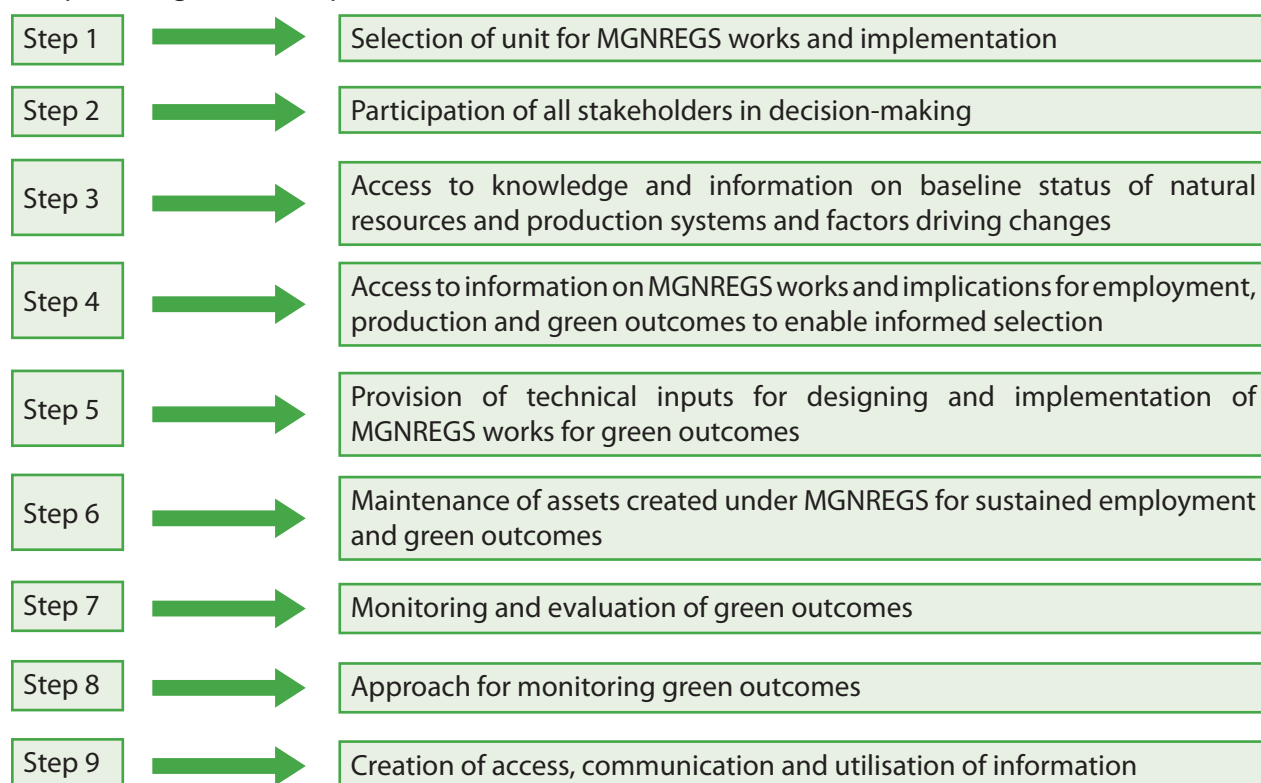 Step 1
Selection of unit for MGNREGS works and implementation
Step 2
Participation of all stakeholders in decision-making
Step 3
Access to knowledge and information on baseline status of natural
resources and production systems and factors driving changes
Step 4
Access to information on MGNREGS works and implications for employment,
production and green outcomes to enable informed selection
Step 5
Provision of technical inputs for designing and implementation of
MGNREGS works for green outcomes
Step 6
Maintenance of assets created under MGNREGS for sustained employment
and green outcomes
Step 7
Monitoring and evaluation of green outcomes
Step 8
Approach for monitoring green outcomes
Step 9
Creation of access, communication and utilisation of information